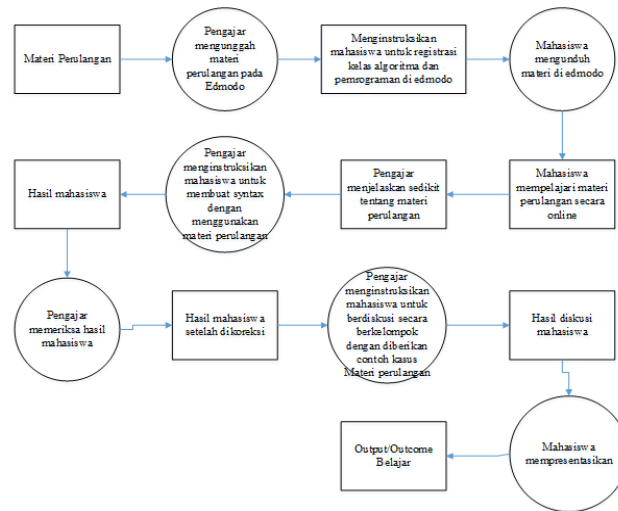 Materi Perulangan
Pengajar
mengunggah
materi
perulangan pada
Edmodo
Menginstruksikan
mahasiswa untuk registrasi
kelas algoritma dan
pemrograman di edmodo
Mahasiswa
mengunduh
materi di edmodo
Mahasiswa
mempelajari materi
perulangan secara
online
Pengajar
menjelaskan sedikit
tentang materi
perulangan
Pengajar
menginstruksikan
mahasiswa untuk
membuat syntax
dengan
menggunakan
materi perulangan
Hasil mahasiswa
Pengajar
memeriksa hasil
mahasiswa
Hasil mahasiswa
setelah dikoreksi
Pengajar
menginstruksikan
mahasiswa untuk
berdiskusi secara
berkelompok
dengan diberikan
contoh kasus
Materi perulangan
Hasil diskusi
mahasiswa
Mahasiswa
mempresentasikan
Output/Outcome
Belajar